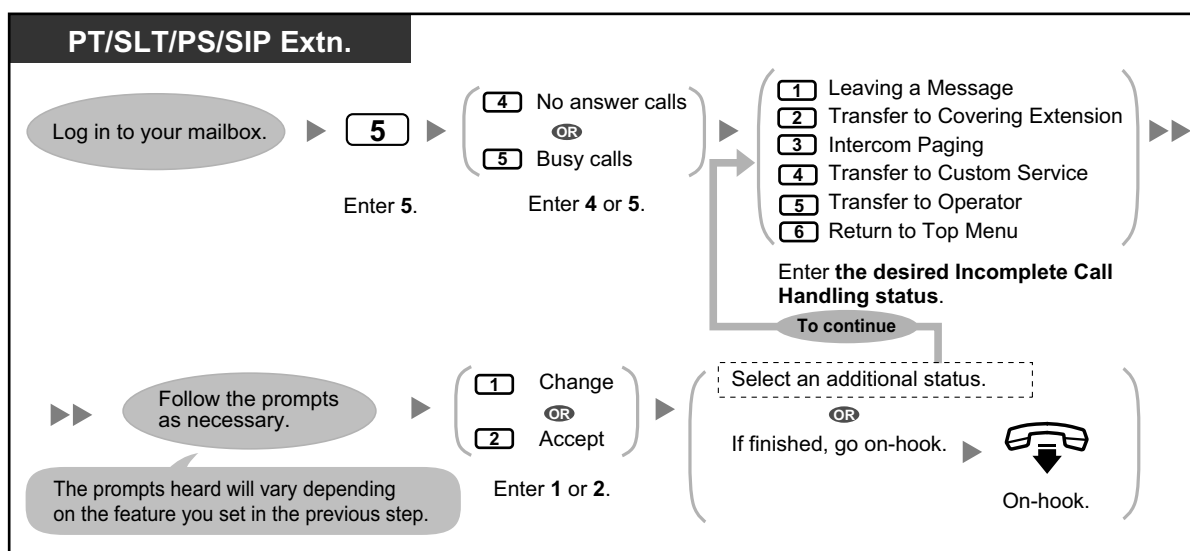 PT/SLT/PS/SIP Extn.
Log in to your mailbox.
5
Enter 5.
4 No answer calls
OR
5 Busy calls
Enter 4 or 5.
1 Leaving a Message
2 Transfer to Covering Extension
3 Intercom Paging
4 Transfer to Custom Service
5 Transfer to Operator
6 Return to Top Menu
Enter the desired Incomplete Call
Handling status.
To continue
Follow the prompts
as necessary.
The prompts heard will vary depending
on the feature you set in the previous step.
1 Change
OR
2 Accept
Enter 1 or 2.
Select an additional status.
OR
If finished, go on-hook.
On-hook.